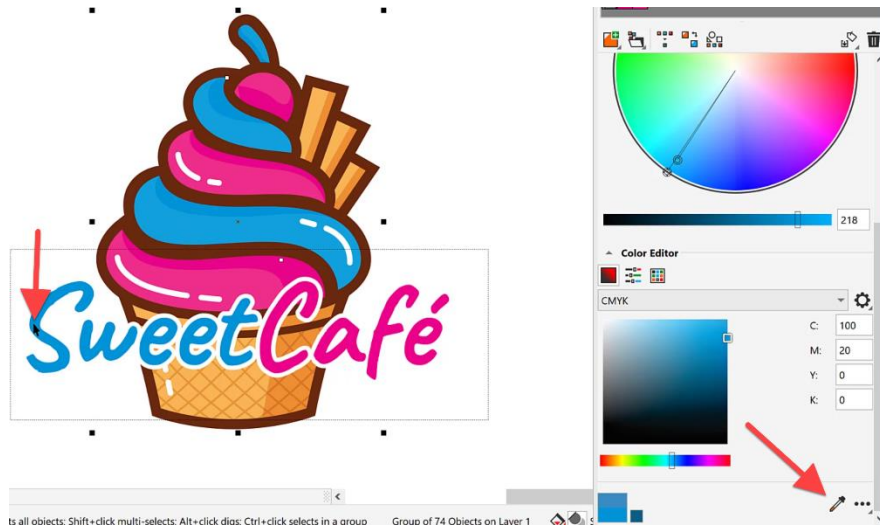 218
Color Editor
CMYK
C: 100
M: 20
Y: 0
K: 0
SweetCafé
all objects; Shift+click multi-selects; Alt+click digs; Ctrl+click selects in a group Group of 74 Objects on Layer 1